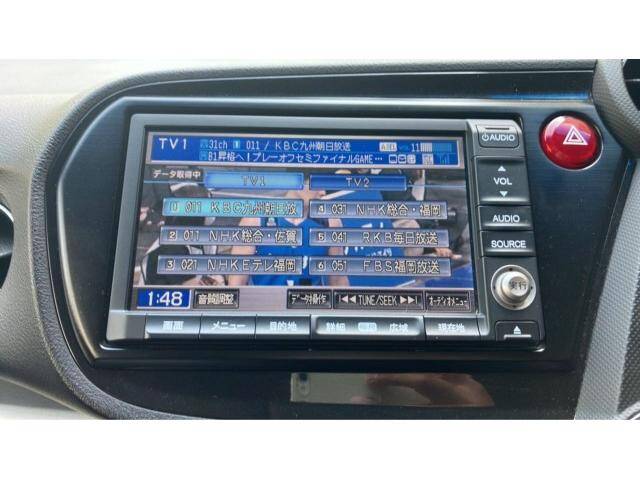 TV1 31ch 1 011 / KBC九州朝日放送 11
B1昇格へ!プレーオフセミファイナルGAME…
データ取得中 TV1 TV2
1 011 KBC九州朝日放 4 031 NHK総合・福岡
2 011 NHK総合・佐賀 5 041 RKB毎日放送
3 021 NHKEテレ福岡 6 051 FBS福岡放送
1:48 音質調整 データ操作 TUNE/SEEK オーディオメニュー
画面 メニュー 目的地 詳細 広域 現在地
AUDIO
VOL
AUDIO
SOURCE
実行